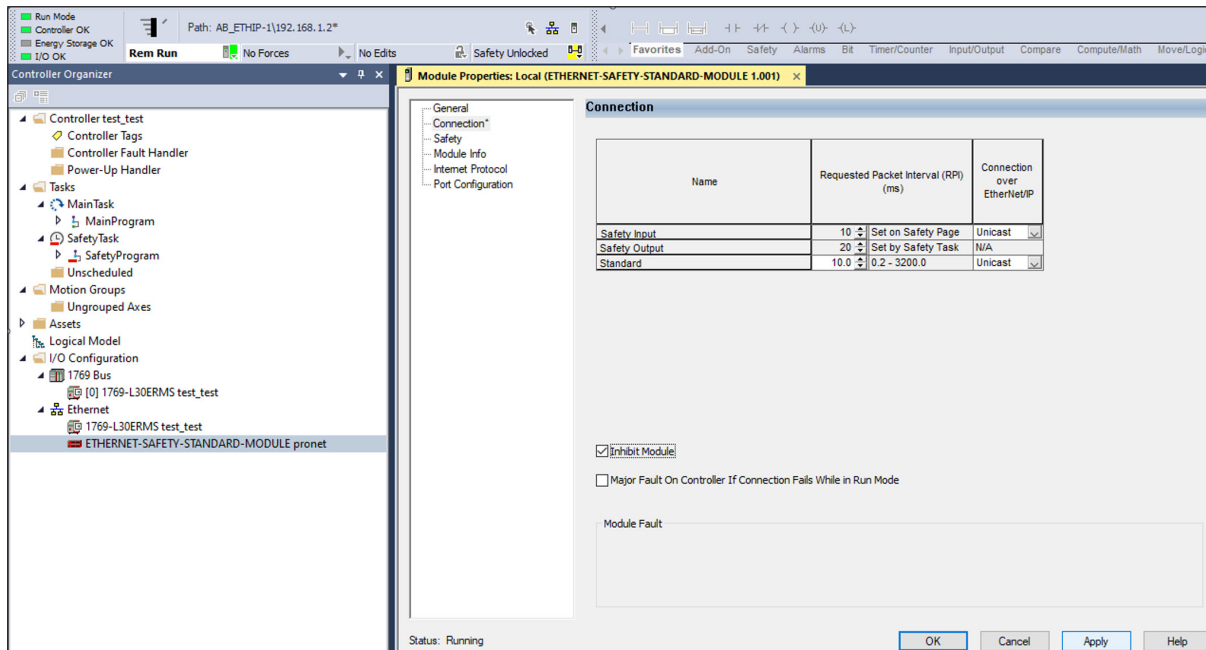 Run Mode
Controller OK
Energy Storage OK
I/O OK
Path: AB_ETHIP-1\192.168.1.2*
Rem Run
No Forces
No Edits
Safety Unlocked
Favorites Add-On Safety Alarms Bit Timer/Counter Input/Output Compare Compute/Math Move/Logi
Controller Organizer
Controller test_test
Controller Tags
Controller Fault Handler
Power-Up Handler
Tasks
MainTask
MainProgram
SafetyTask
SafetyProgram
Unscheduled
Motion Groups
Ungrouped Axes
Assets
Logical Model
I/O Configuration
1769 Bus
[0] 1769-L30ERMS test_test
Ethernet
1769-L30ERMS test_test
ETHERNET-SAFETY-STANDARD-MODULE pronet
Module Properties: Local (ETHERNET-SAFETY-STANDARD-MODULE 1.001)
General
Connection*
Safety
Module Info
Internet Protocol
Port Configuration
Connection
Name
Requested Packet Interval (RPI)
(ms)
Connection
over
EtherNet/IP
Safety Input 10 Set on Safety Page Unicast
Safety Output 20 Set by Safety Task N/A
Standard 10.0 0.2 - 3200.0 Unicast
Inhibit Module
Major Fault On Controller If Connection Fails While in Run Mode
Module Fault
Status: Running
OK Cancel Apply Help